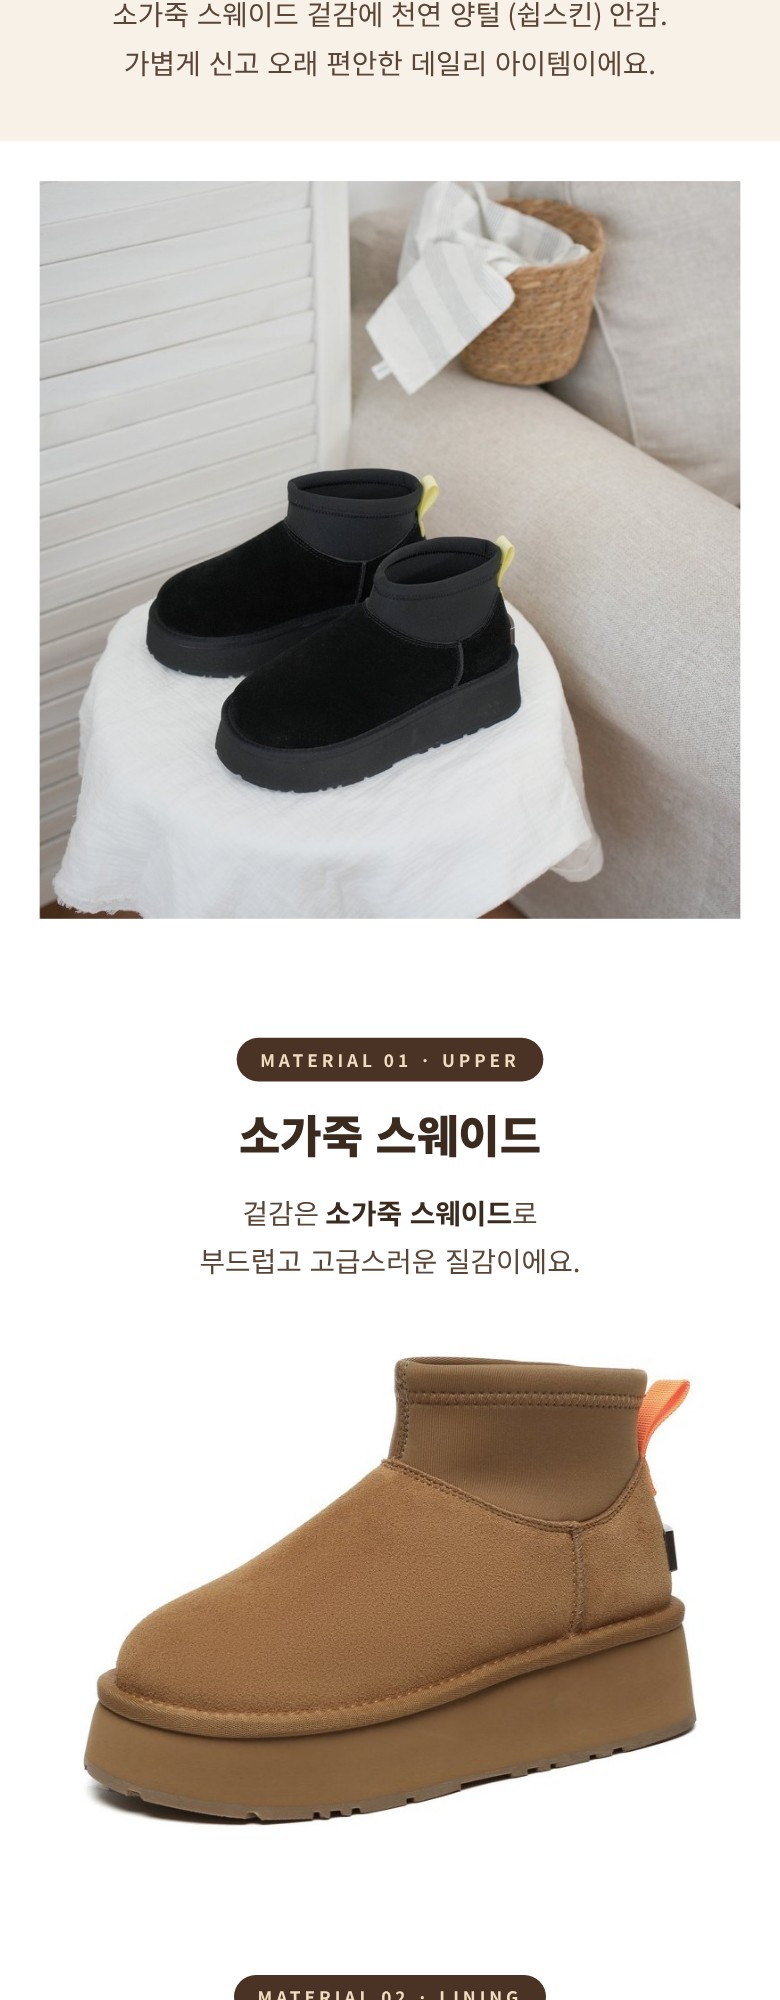 소가죽 스웨이드 겉감에 천연 양털 (쉽스킨) 안감.
가볍게 신고 오래 편안한 데일리 아이템이에요.
MATERIAL 01 · UPPER
소가죽 스웨이드
겉감은 소가죽 스웨이드로
부드럽고 고급스러운 질감이에요.
MATERIAL 02 · LINING